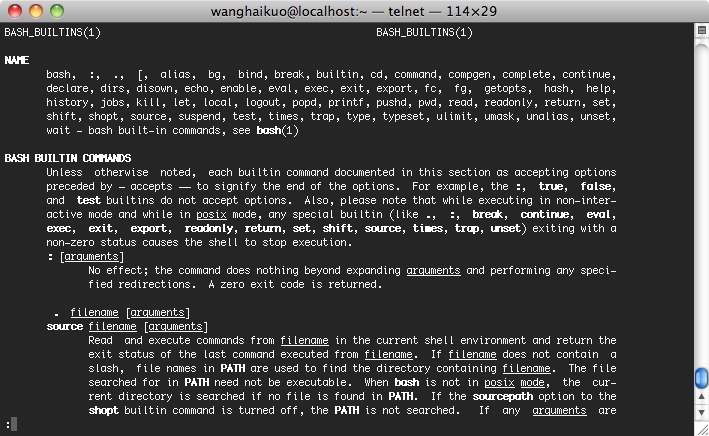 wanghaikuo@localhost:~ — telnet — 114×29
BASH_BUILTINS(1) BASH_BUILTINS(1)
NAME
bash, :, ., [, alias, bg, bind, break, builtin, cd, command, compgen, complete, continue,
declare, dirs, disown, echo, enable, eval, exec, exit, export, fc, fg, getopts, hash, help,
history, jobs, kill, let, local, logout, popd, printf, pushd, pwd, read, readonly, return, set,
shift, shopt, source, suspend, test, times, trap, type, typeset, ulimit, umask, unalias, unset,
wait - bash built-in commands, see bash(1)
BASH BUILTIN COMMANDS
Unless otherwise noted, each builtin command documented in this section as accepting options
preceded by - accepts -- to signify the end of the options. For example, the :, true, false,
and test builtins do not accept options. Also, please note that while executing in non-inter-
active mode and while in posix mode, any special builtin (like ., :, break, continue, eval,
exec, exit, export, readonly, return, set, shift, source, times, trap, unset) exiting with a
non-zero status causes the shell to stop execution.
: [arguments]
No effect; the command does nothing beyond expanding arguments and performing any speci-
fied redirections. A zero exit code is returned.
. filename [arguments]
source filename [arguments]
Read and execute commands from filename in the current shell environment and return the
exit status of the last command executed from filename. If filename does not contain a
slash, file names in PATH are used to find the directory containing filename. The file
searched for in PATH need not be executable. When bash is not in posix mode, the cur-
rent directory is searched if no file is found in PATH. If the sourcepath option to the
shopt builtin command is turned off, the PATH is not searched. If any arguments are
: